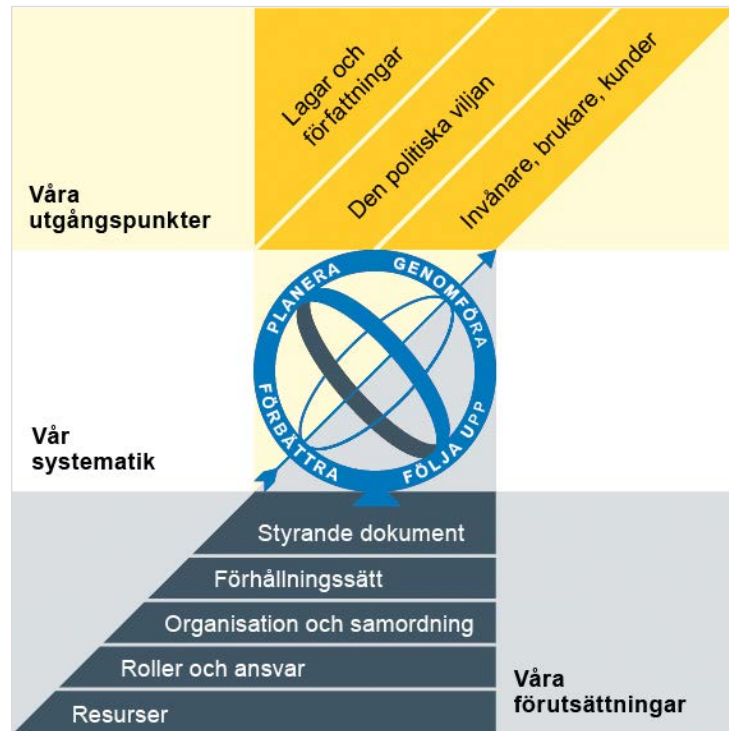 Lagar och
författningar
Den politiska viljan
Invånare, brukare, kunder
Våra
utgångspunkter
PLANERA
GENOMFÖRA
FÖLJA UPP
FÖRBÄTTRA
Vår
systematik
Styrande dokument
Förhållningssätt
Organisation och samordning
Roller och ansvar
Resurser
Våra
förutsättningar